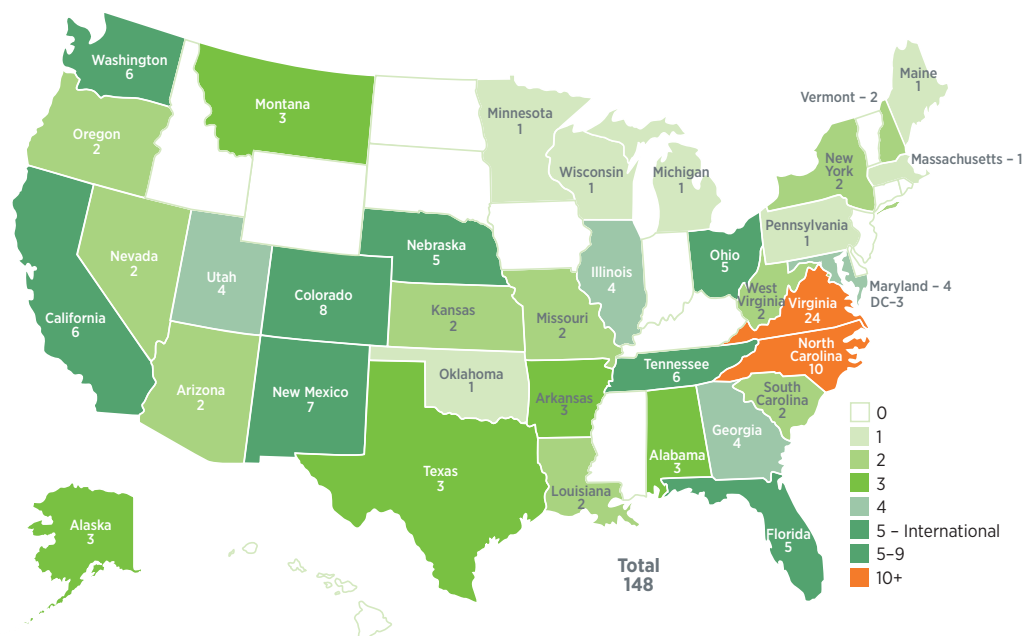 Washington
6
Montana
3
Minnesota
1
Maine
1
Vermont – 2
Oregon
2
Wisconsin
1
Michigan
1
New
York
2
Massachusetts – 1
Nevada
2
Utah
4
Nebraska
5
Illinois
4
Ohio
5
Pennsylvania
1
Colorado
8
Kansas
2
Missouri
2
West
Virginia
2
Virginia
24
Maryland – 4
DC–3
California
6
Arizona
2
New Mexico
7
Oklahoma
1
Arkansas
3
Tennessee
6
North
Carolina
10
South
Carolina
2
Georgia
4
Alabama
3
Texas
3
Louisiana
2
Florida
5
Alaska
3
Total
148
0
1
2
3
4
5 – International
5–9
10+